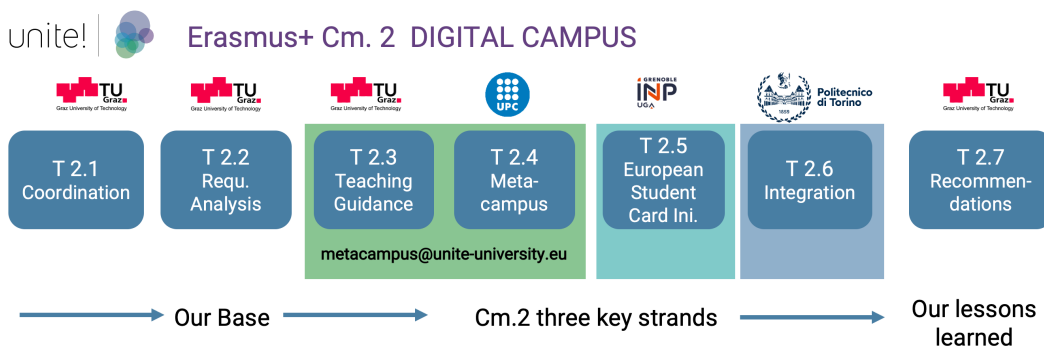 unite!
Erasmus+ Cm. 2 DIGITAL CAMPUS
TU
Graz
Graz University of Technology
TU
Graz
Graz University of Technology
TU
Graz
Graz University of Technology
UPC
GRENOBLE
INP
UGA
1859
Politecnico
di Torino
TU
Graz
Graz University of Technology
T 2.1
Coordination
T 2.2
Requ.
Analysis
T 2.3
Teaching
Guidance
T 2.4
Meta-
campus
T 2.5
European
Student
Card Ini.
T 2.6
Integration
T 2.7
Recommen-
dations
metacampus@unite-university.eu
Our Base
Cm.2 three key strands
Our lessons
learned